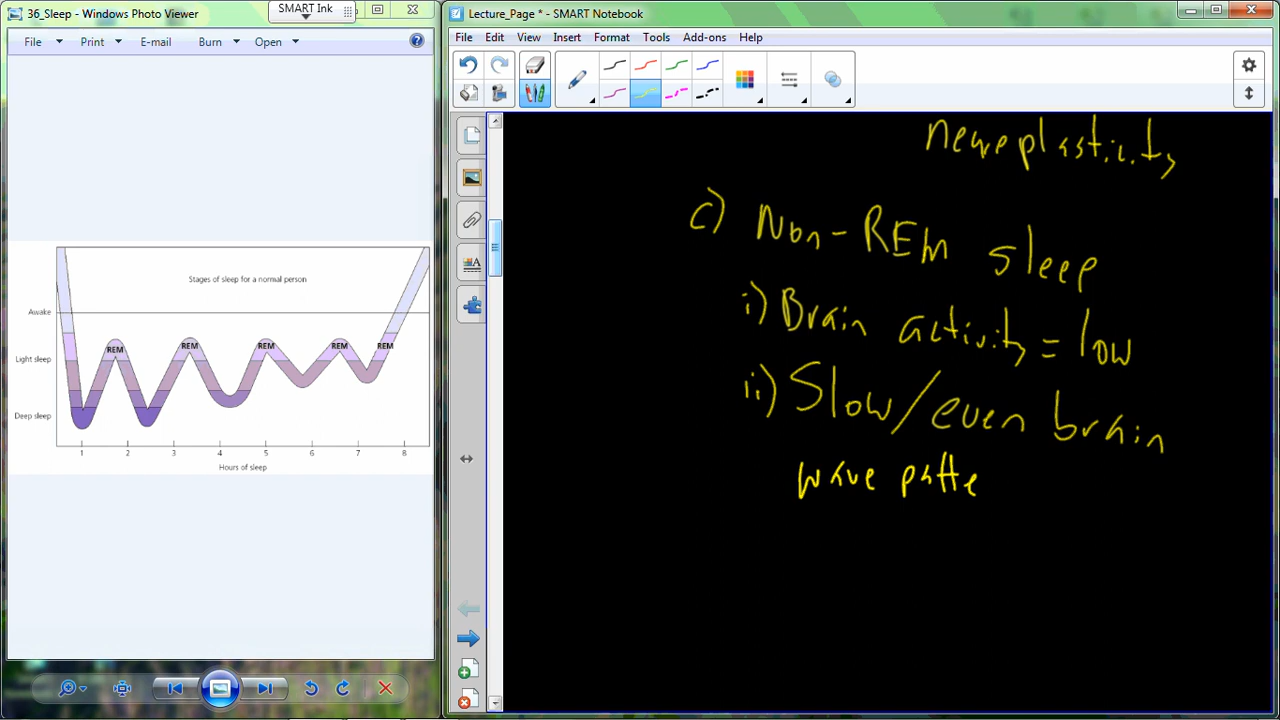 36_Sleep - Windows Photo Viewer
SMART Ink
File Print E-mail Burn Open
Stages of sleep for a normal person
Awake
Light sleep
Deep sleep
REM REM REM REM REM
1 2 3 4 5 6 7 8
Hours of sleep
Lecture_Page * - SMART Notebook
File Edit View Insert Format Tools Add-ons Help
neuroplasticity
c) Non-REM sleep
i) Brain activity = low
ii) Slow/even brain
wave patte